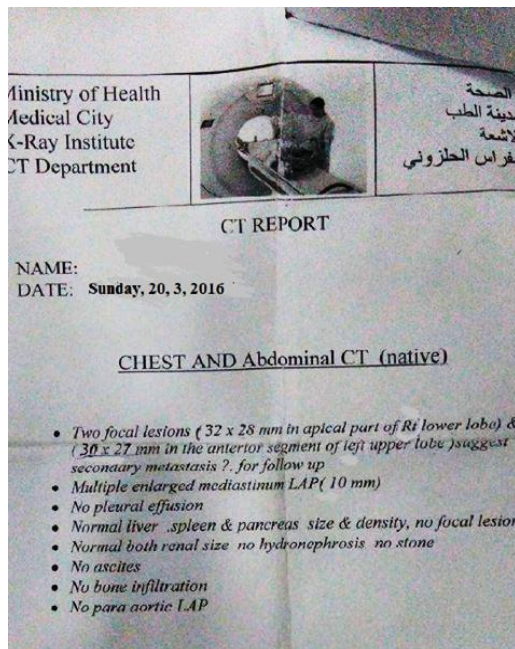 Ministry of Health
Medical City
X-Ray Institute
CT Department
الصحة
مدينة الطب
الاشعة
مفراس الحلزوني
CT REPORT
NAME:
DATE: Sunday, 20, 3, 2016
CHEST AND Abdominal CT (native)
• Two focal lesions ( 32 x 28 mm in apical part of Rt lower lobe) &
( 30 x 27 mm in the anterior segment of left upper lobe )suggest
secondary metastasis ?. for follow up
• Multiple enlarged mediastinum LAP( 10 mm)
• No pleural effusion
• Normal liver .spleen & pancreas size & density, no focal lesion
• Normal both renal size no hydronephrosis no stone
• No ascites
• No bone infiltration
• No para aortic LAP